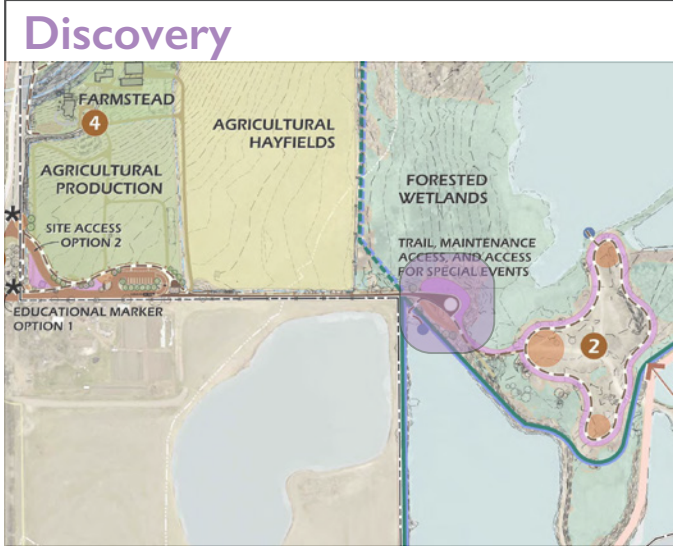 Discovery
FARMSTEAD
4
AGRICULTURAL
HAYFIELDS
AGRICULTURAL
PRODUCTION
FORESTED
WETLANDS
SITE ACCESS
OPTION 2
TRAIL, MAINTENANCE
ACCESS, AND ACCESS
FOR SPECIAL EVENTS
EDUCATIONAL MARKER
OPTION 1
2